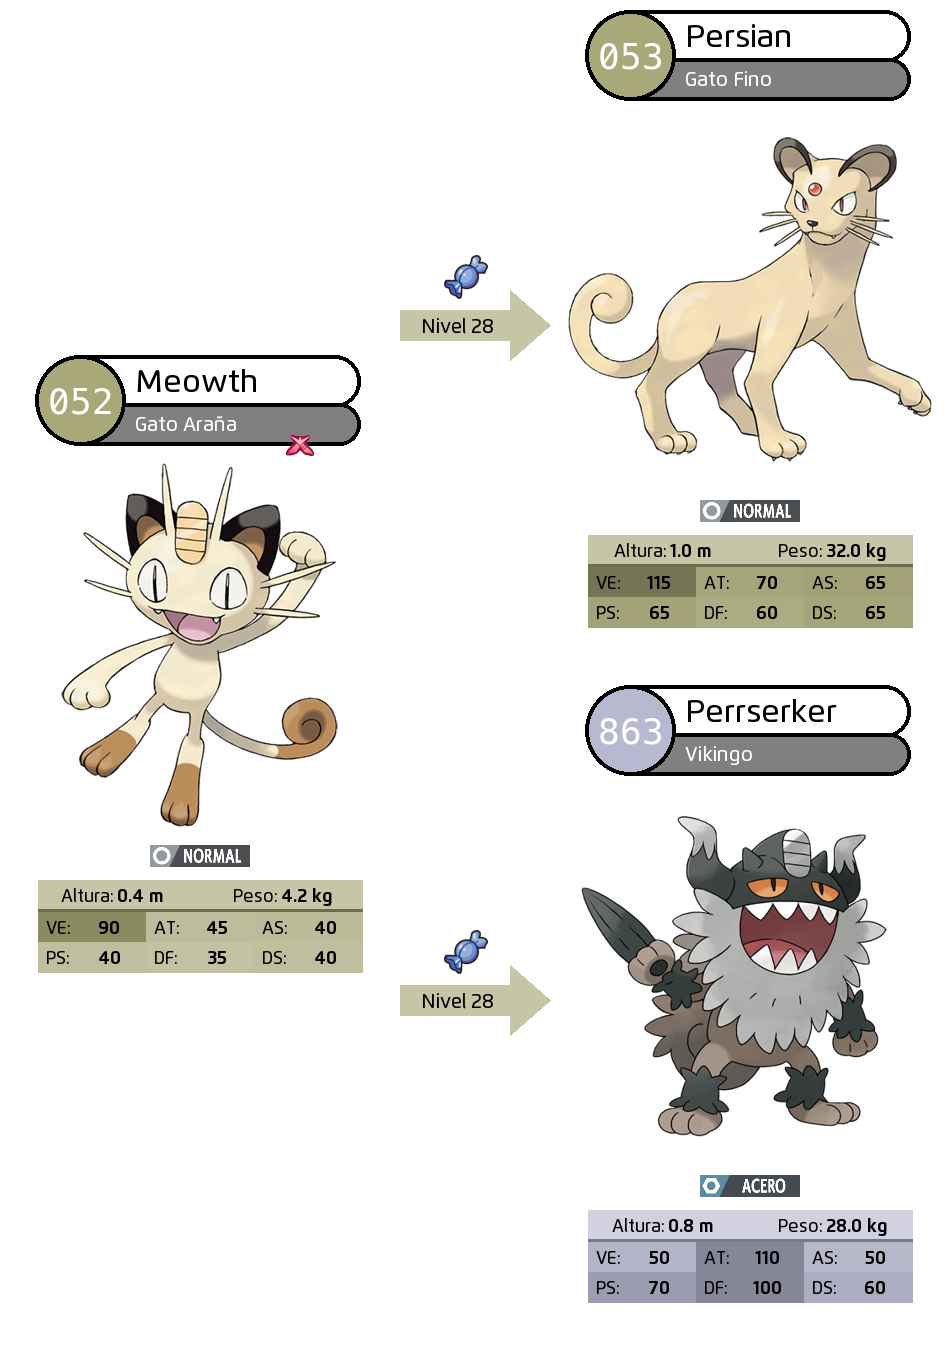 053
Persian
Gato Fino
Nivel 28
052
Meowth
Gato Araña
NORMAL
Altura: 1.0 m Peso: 32.0 kg
VE: 115 AT: 70 AS: 65
PS: 65 DF: 60 DS: 65
863
Perrserker
Vikingo
NORMAL
Altura: 0.4 m Peso: 4.2 kg
VE: 90 AT: 45 AS: 40
PS: 40 DF: 35 DS: 40
Nivel 28
ACERO
Altura: 0.8 m Peso: 28.0 kg
VE: 50 AT: 110 AS: 50
PS: 70 DF: 100 DS: 60